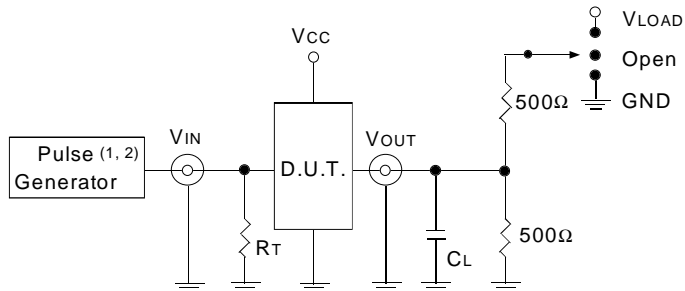 VLOAD
VCC
Open
500Ω
GND
VIN
VOUT
Pulse (1, 2)
Generator
D.U.T.
RT
CL
500Ω